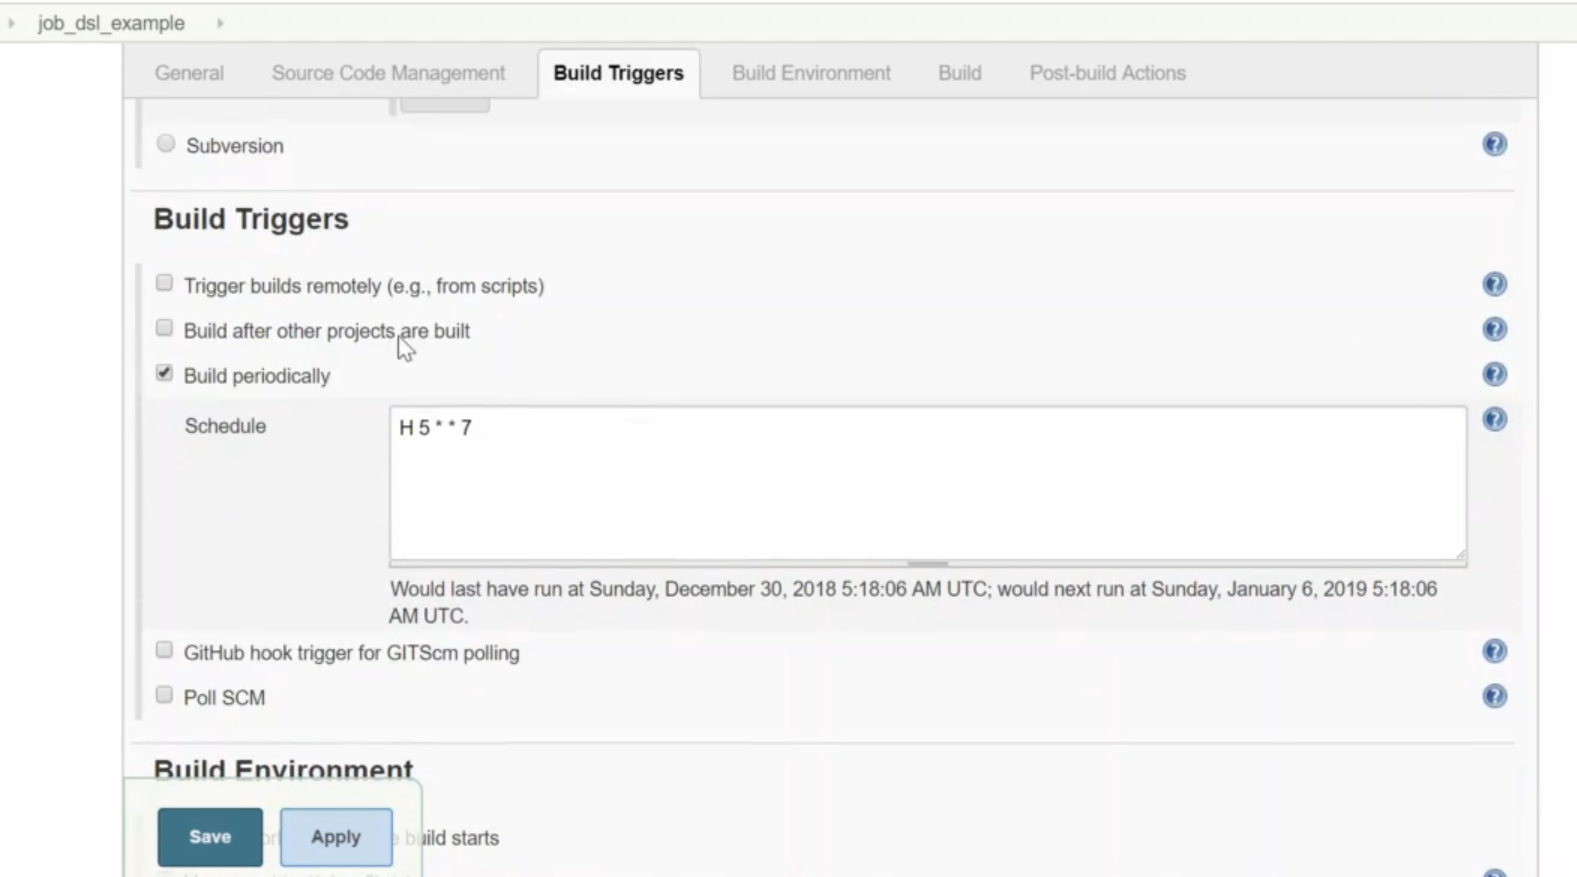 job_dsl_example
General Source Code Management Build Triggers Build Environment Build Post-build Actions
Subversion
Build Triggers
Trigger builds remotely (e.g., from scripts)
Build after other projects are built
Build periodically
Schedule
H 5 * * 7
Would last have run at Sunday, December 30, 2018 5:18:06 AM UTC; would next run at Sunday, January 6, 2019 5:18:06
AM UTC.
GitHub hook trigger for GITScm polling
Poll SCM
Build Environment
Save Apply build starts